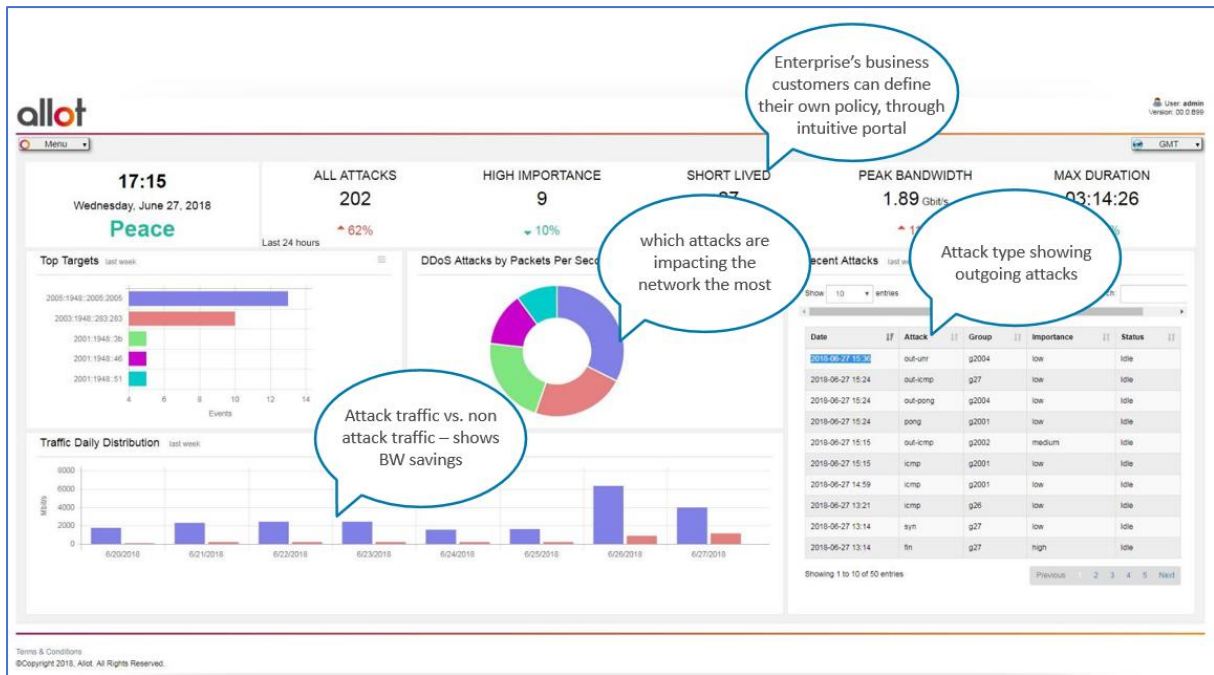 Enterprise's business
customers can define
their own policy, through
intuitive portal
allot
User: admin
Version: 00.0.B99
Menu
GMT
17:15
Wednesday, June 27, 2018
Peace
ALL ATTACKS
202
62%
Last 24 hours
HIGH IMPORTANCE
9
10%
SHORT LIVED
PEAK BANDWIDTH
1.89 Gbit/s
MAX DURATION
03:14:26
which attacks are
impacting the
network the most
Attack type showing
outgoing attacks
Top Targets last week
2005:1948::2005:2005
2003:1948::283:283
2001:1948::3b
2001:1948::46
2001:1948::51
4 6 8 10 12 14
Events
DDoS Attacks by Packets Per
Recent Attacks
Show 10 entries
Date Attack Group Importance Status
2018-06-27 15:36 out-unr g2004 low Idle
2018-06-27 15:24 out-icmp g27 low Idle
2018-06-27 15:24 out-pong g2004 low Idle
2018-06-27 15:24 pong g2001 low Idle
2018-06-27 15:15 out-icmp g2002 medium Idle
2018-06-27 15:15 icmp g2001 low Idle
2018-06-27 14:59 icmp g2001 low Idle
2018-06-27 13:21 icmp g26 low Idle
2018-06-27 13:14 syn g27 low Idle
2018-06-27 13:14 fin g27 high Idle
Showing 1 to 10 of 50 entries
Previous 1 2 3 4 5 Next
Attack traffic vs. non
attack traffic – shows
BW savings
Traffic Daily Distribution last week
Mbit/s
8000
6000
4000
2000
0
6/20/2018 6/21/2018 6/22/2018 6/23/2018 6/24/2018 6/25/2018 6/26/2018 6/27/2018
Terms & Conditions
©Copyright 2018, Allot. All Rights Reserved.